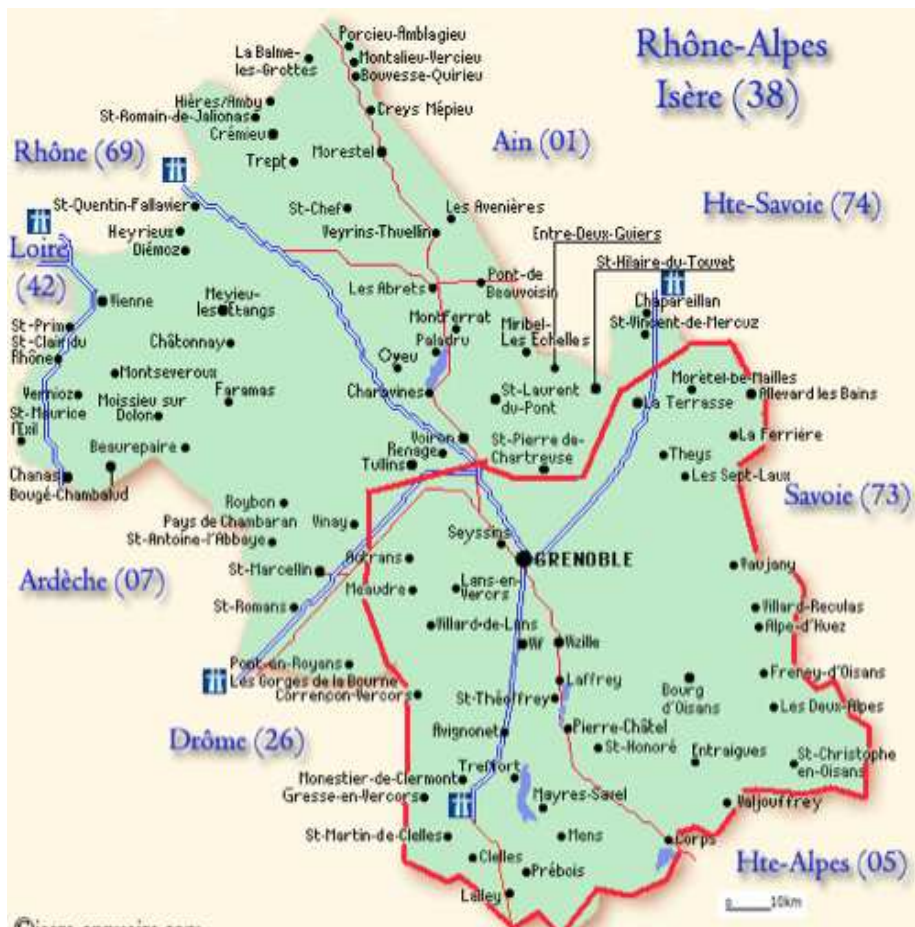 Rhône-Alpes
Isère (38)
Porcieu-Amblagieu
La Balme-
les-Grottes
Montalieu-Vercieu
Bouvesse-Quirieu
Hières/Amby
St-Romain-de-Jalionas
Creys Mépieu
Crémieu
Ain (01)
Rhône (69)
Morestel
Trept
St-Quentin-Fallavier
St-Chef
Les Avenières
Hte-Savoie (74)
Heyrieux
Veyrins-Thuellin
Entre-Deux-Guiers
Diémoz
Loire
(42)
St-Hilaire-du-Touvet
Pont-de
Beauvoisin
Les Abrets
Vienne
Meyieu-
les-Etangs
Chapareillan
St-Prim
Montferrat
St-Vincent-de-Mercuz
St-Clair du
Rhône
Châtonnay
Paladru
Miribel-
Les Echelles
Oyeu
Montseveroux
Moretel-be-Mailles
Vernioz
Faramas
Charavines
Allevard les Bains
Moissieu sur
Dolon
St-Laurent
du-Pont
La Terrasse
St-Maurice
l'Exil
Voiron
La Ferrière
Beaurepaire
Renage
St-Pierre de-
Chartreuse
Theys
Tullins
Chanas
Les Sept-Laux
Bougé-Chambalud
Savoie (73)
Roybon
Pays de Chambaran
Vinay
St-Antoine-l'Abbaye
Seyssins
GRENOBLE
Autrans
Vaujany
Ardèche (07)
St-Marcellin
Meaudre
Lans-en-
Vercors
St-Romans
Villard-Reculas
Villard-de-Lans
Alpe-d'Huez
Vif
Vizille
Pont-en-Royans
Les Gorges de la Bourne
Laffrey
Freney-d'Oisans
Corrençon-Vercors
St-Théoffrey
Bourg
d'Oisans
Les Deux-Alpes
Drôme (26)
Avignonet
Pierre-Châtel
St-Honoré
Entraigues
St-Christophe
en-Oisans
Treffort
Monestier-de-Clermont
Gresse-en-Vercors
Mayres-Savel
Valjouffrey
St-Martin-de-Clelles
Mens
Corps
Clelles
Prébois
Hte-Alpes (05)
Lalley
0 10km